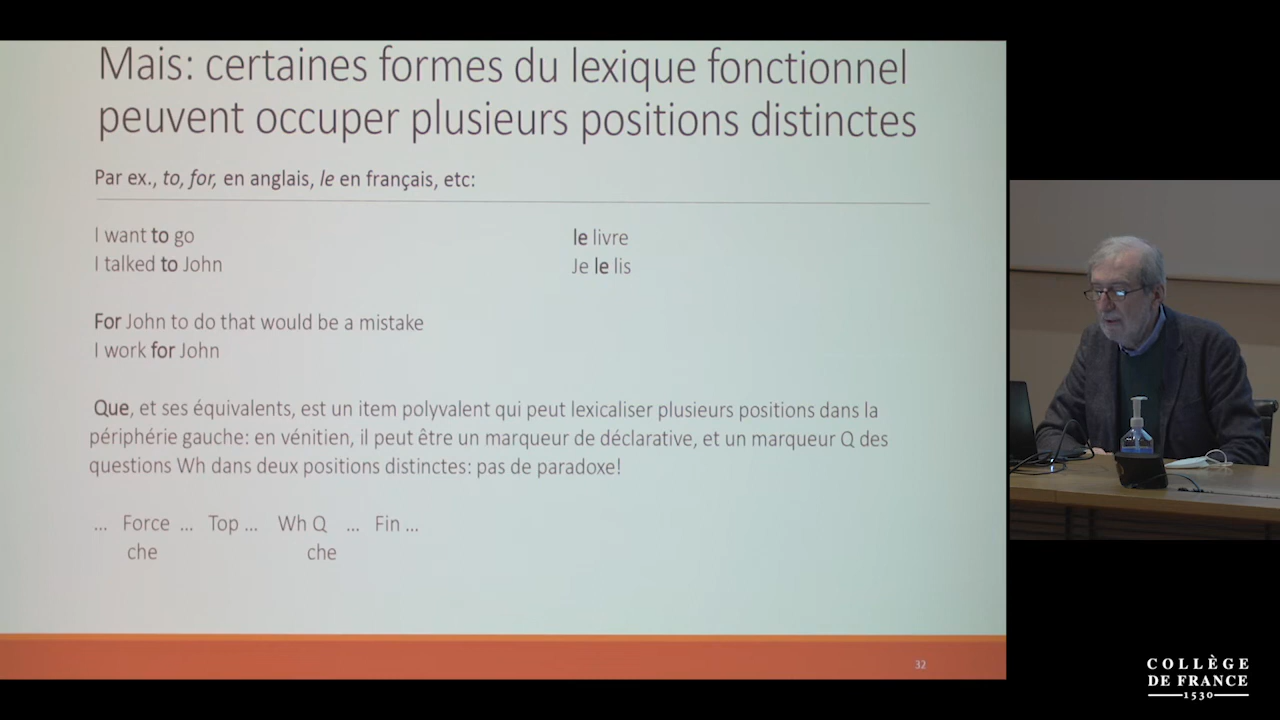 Mais: certaines formes du lexique fonctionnel
peuvent occuper plusieurs positions distinctes
Par ex., to, for, en anglais, le en français, etc:
I want to go
I talked to John
le livre
Je le lis
For John to do that would be a mistake
I work for John
Que, et ses équivalents, est un item polyvalent qui peut lexicaliser plusieurs positions dans la
périphérie gauche: en vénitien, il peut être un marqueur de déclarative, et un marqueur Q des
questions Wh dans deux positions distinctes: pas de paradoxe!
... Force ... Top ... Wh Q ... Fin ...
che che
32
COLLÈGE
DE FRANCE
1530